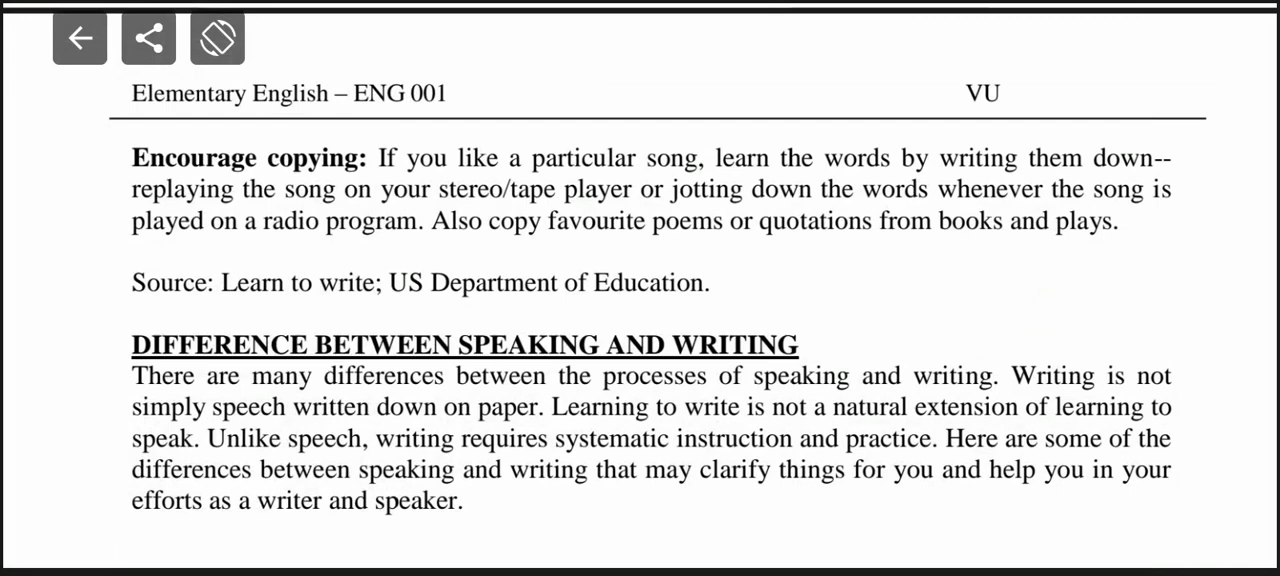 Elementary English – ENG 001 VU
Encourage copying: If you like a particular song, learn the words by writing them down--
replaying the song on your stereo/tape player or jotting down the words whenever the song is
played on a radio program. Also copy favourite poems or quotations from books and plays.
Source: Learn to write; US Department of Education.
DIFFERENCE BETWEEN SPEAKING AND WRITING
There are many differences between the processes of speaking and writing. Writing is not
simply speech written down on paper. Learning to write is not a natural extension of learning to
speak. Unlike speech, writing requires systematic instruction and practice. Here are some of the
differences between speaking and writing that may clarify things for you and help you in your
efforts as a writer and speaker.